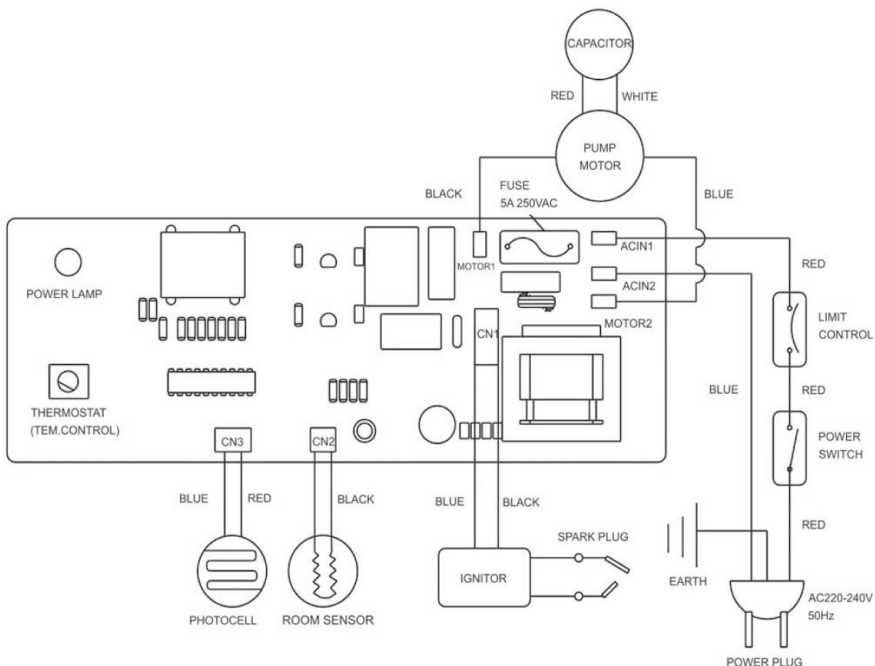 CAPACITOR
RED
WHITE
PUMP
MOTOR
BLACK
FUSE
5A 250VAC
BLUE
MOTOR1
ACIN1
RED
POWER LAMP
ACIN2
LIMIT
CONTROL
CN1
MOTOR2
BLUE
RED
THERMOSTAT
(TEM.CONTROL)
POWER
SWITCH
CN3
CN2
BLUE
RED
BLACK
BLUE
BLACK
RED
SPARK PLUG
IGNITOR
EARTH
AC220-240V
50Hz
PHOTOCELL
ROOM SENSOR
POWER PLUG